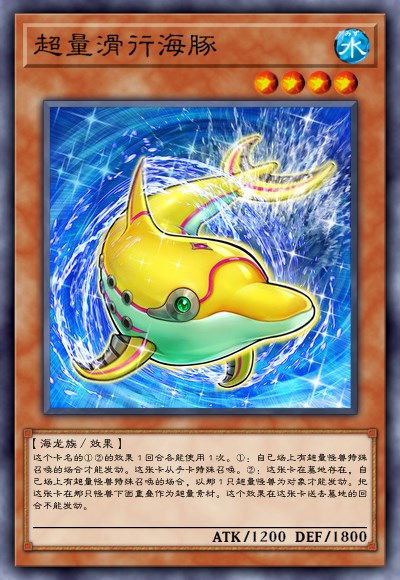 超量滑行海豚
水
【海龙族／效果】
这个卡名的①②的效果1回合各能使用1次。①：自己场上有超量怪兽特殊
召唤的场合才能发动。这张卡从手卡特殊召唤。②：这张卡在墓地存在，自
己场上有超量怪兽特殊召唤的场合，以那1只超量怪兽为对象才能发动。把
这张卡在那只怪兽下面重叠作为超量素材。这个效果在这张卡送去墓地的回
合不能发动。
ATK/1200 DEF/1800